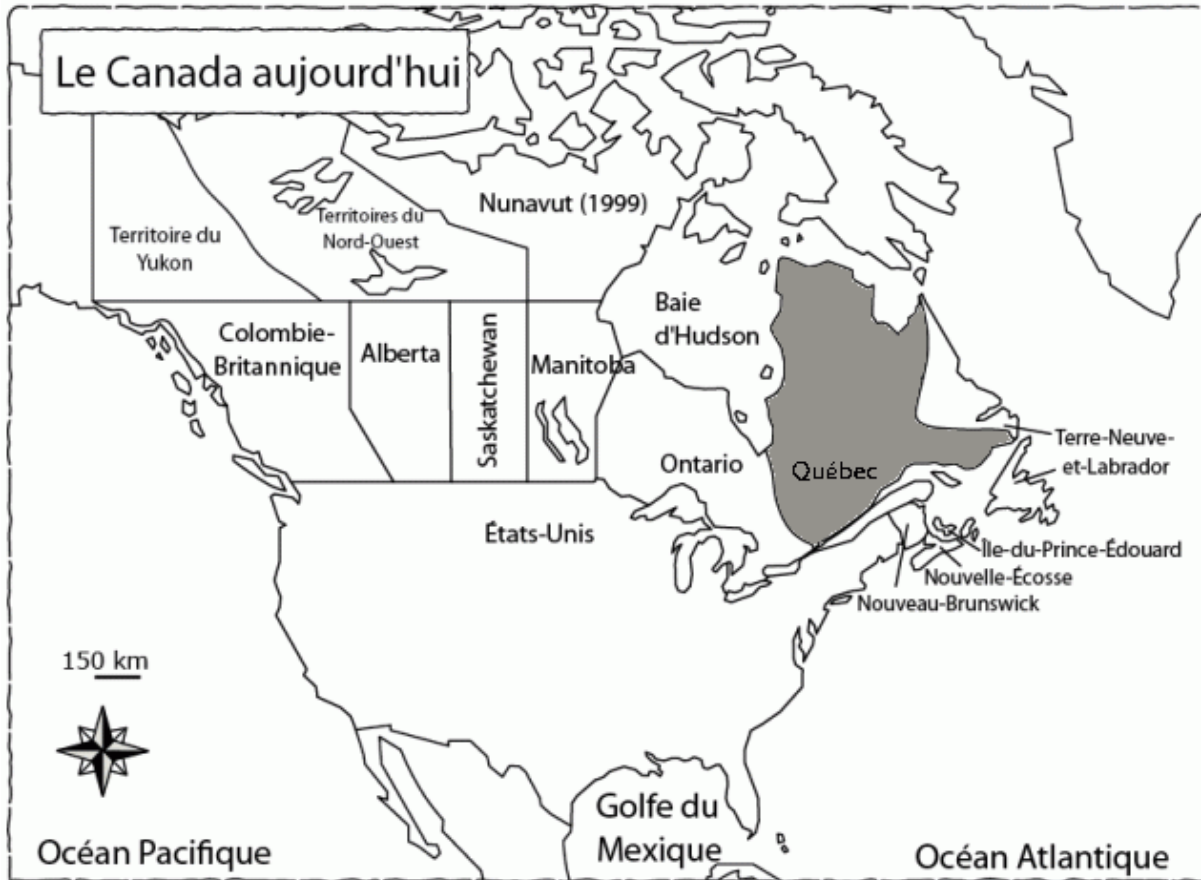 Le Canada aujourd'hui
Nunavut (1999)
Territoires du
Nord-Ouest
Territoire du
Yukon
Baie
d'Hudson
Colombie-
Britannique
Alberta
Saskatchewan
Manitoba
Terre-Neuve-
et-Labrador
Ontario
Québec
États-Unis
Île-du-Prince-Édouard
Nouvelle-Écosse
Nouveau-Brunswick
150 km
Golfe du
Mexique
Océan Pacifique
Océan Atlantique